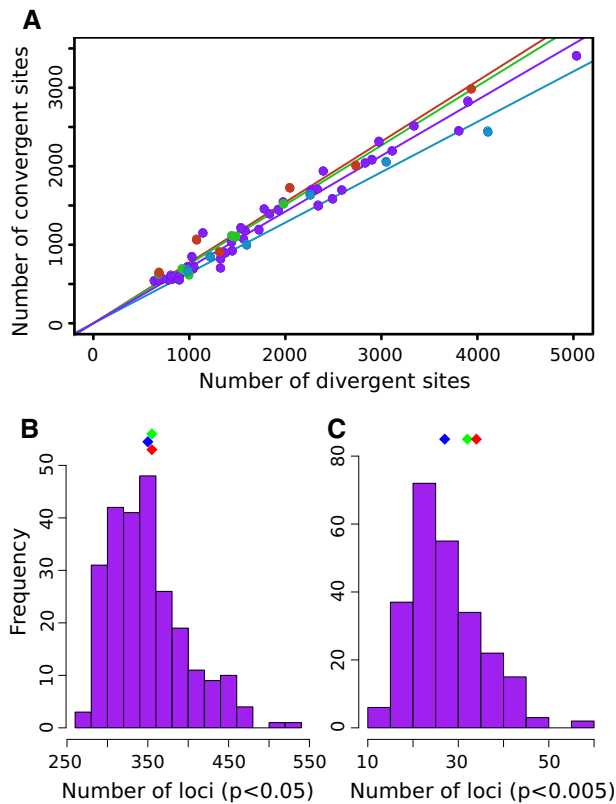 A
Number of convergent sites
3000
2000
1000
0
0 1000 2000 3000 4000 5000
Number of divergent sites
B
Frequency
50
40
30
20
10
0
250 350 450 550
Number of loci (p<0.05)
C
80
60
40
20
0
10 30 50
Number of loci (p<0.005)